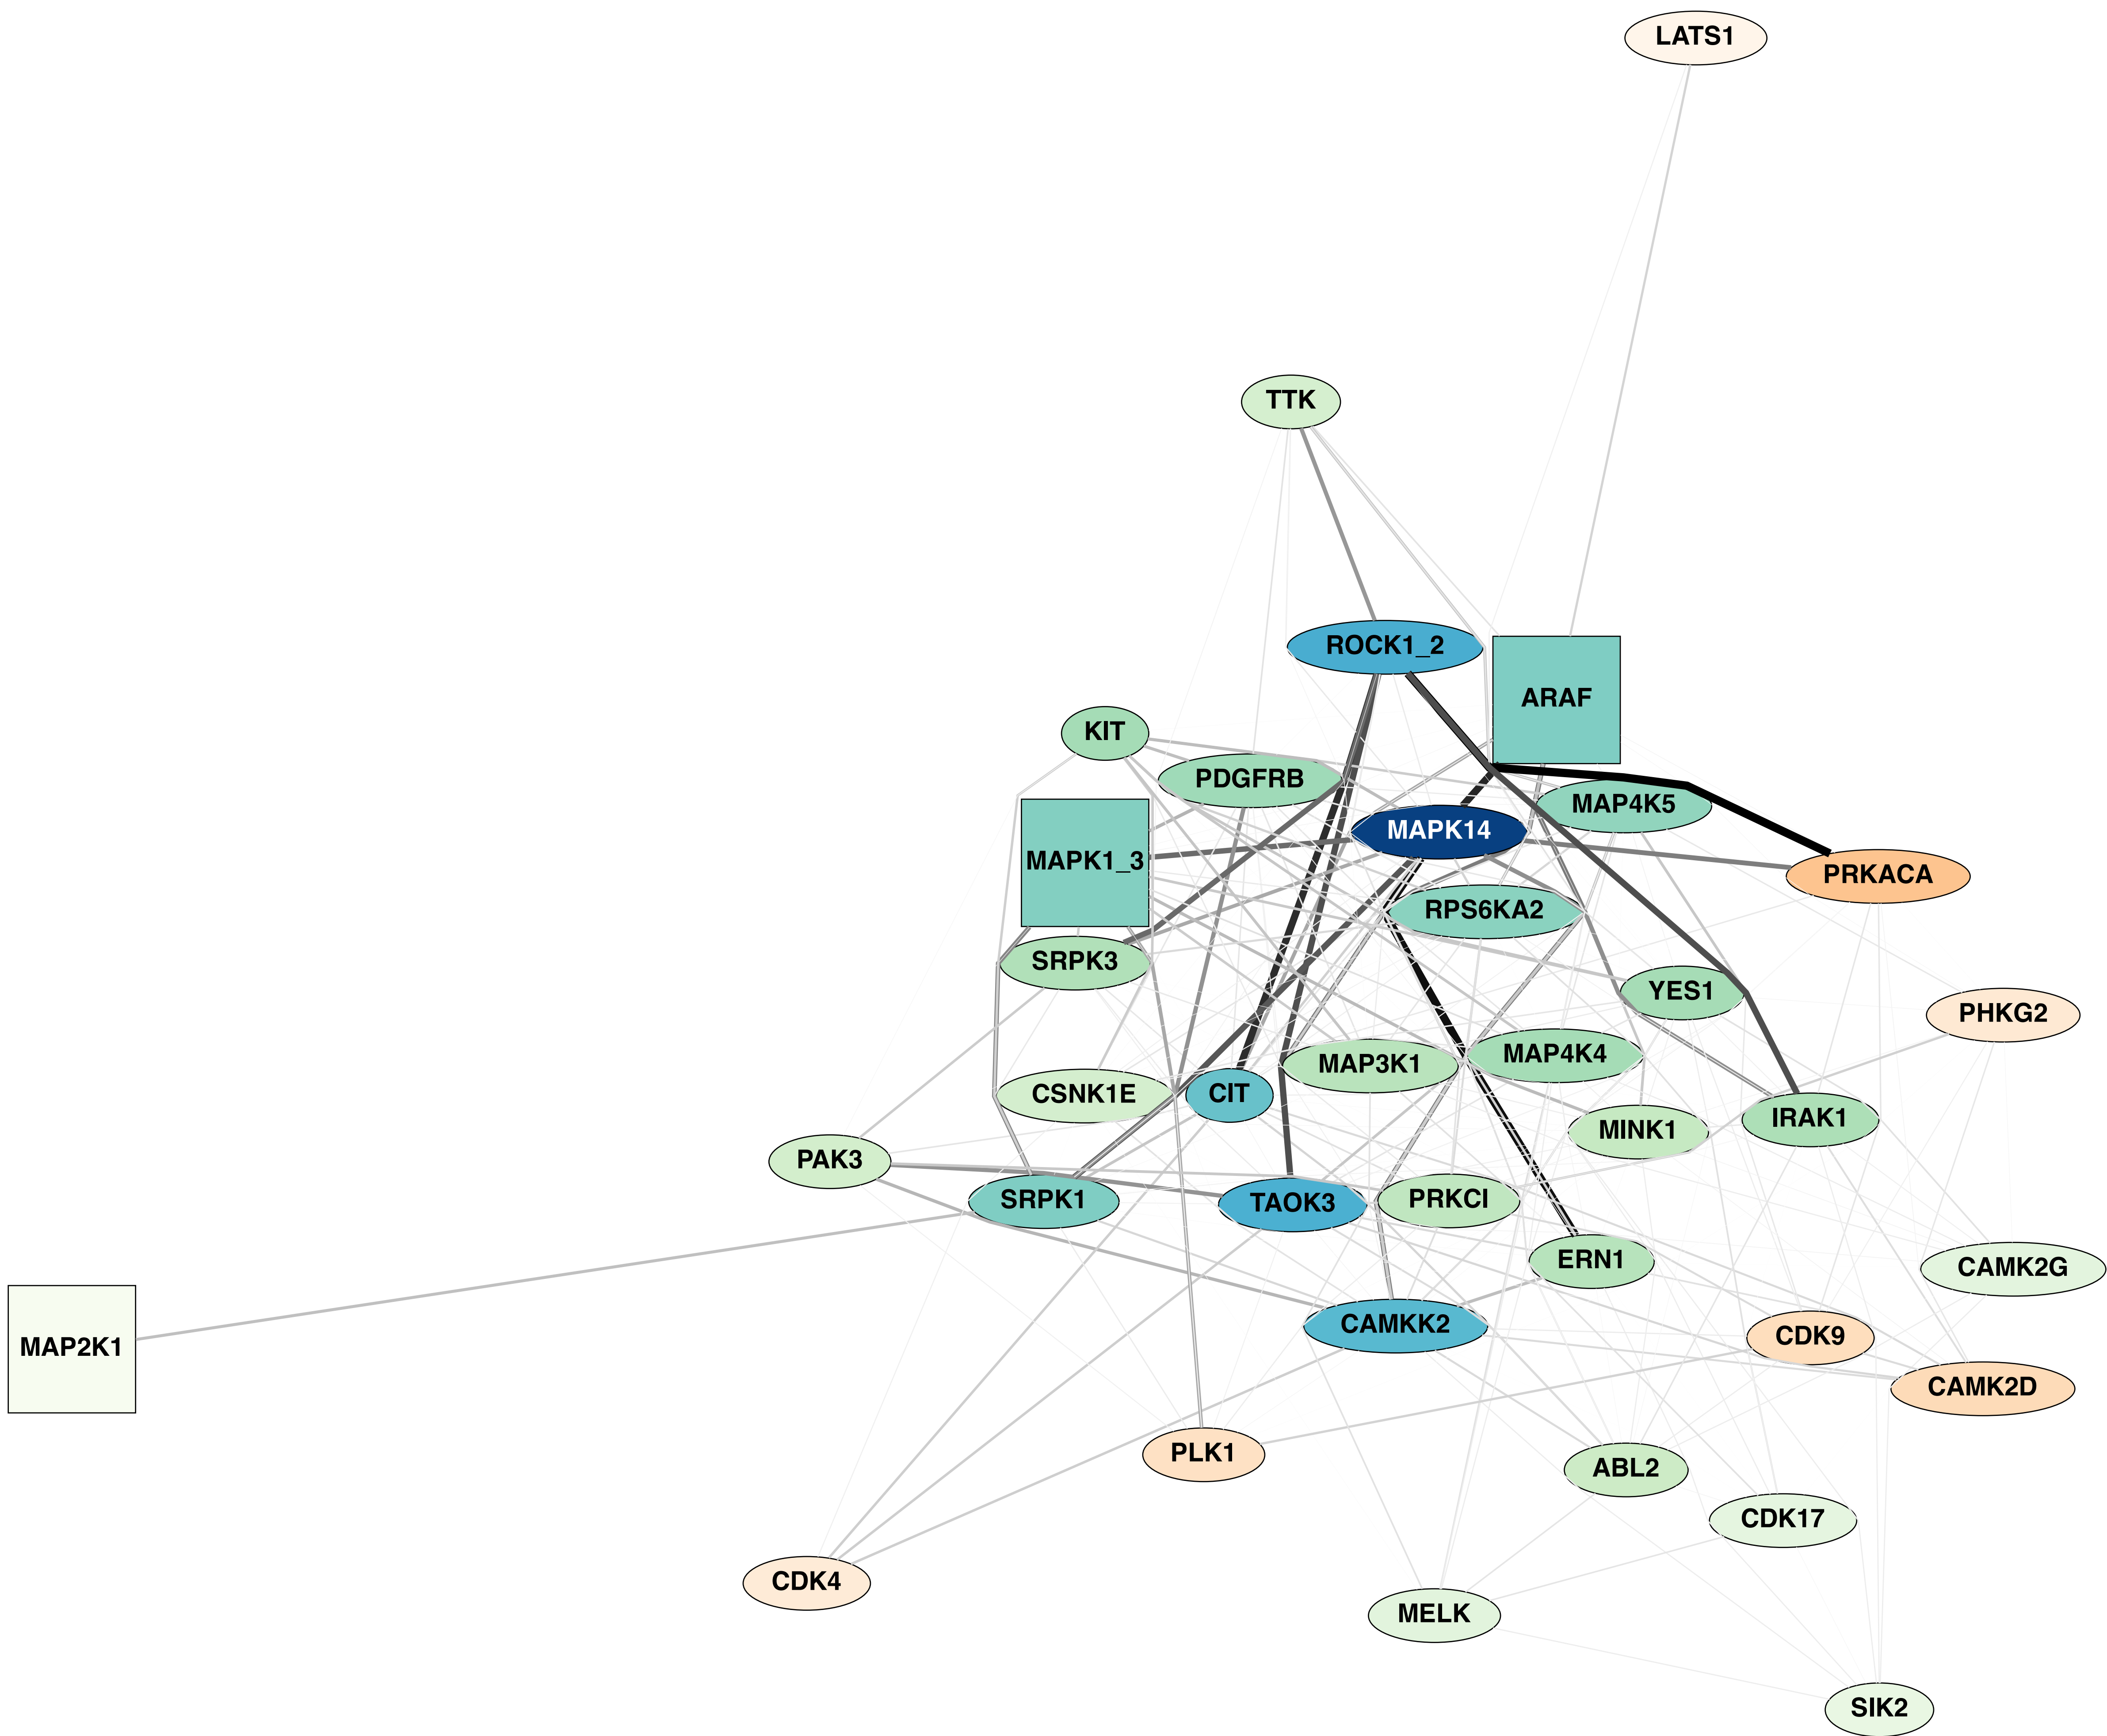 LATS1
TTK
ROCK1_2
ARAF
KIT
PDGFRB
MAP4K5
MAPK14
MAPK1_3
PRKACA
RPS6KA2
SRPK3
YES1
PHKG2
MAP4K4
MAP3K1
CSNK1E
CIT
IRAK1
MINK1
PAK3
SRPK1
TAOK3
PRKCI
ERN1
CAMK2G
CAMKK2
CDK9
MAP2K1
CAMK2D
PLK1
ABL2
CDK17
CDK4
MELK
SIK2